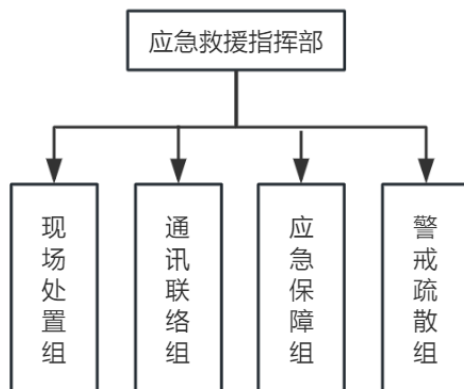 应急救援指挥部
现场处置组
通讯联络组
应急保障组
警戒疏散组